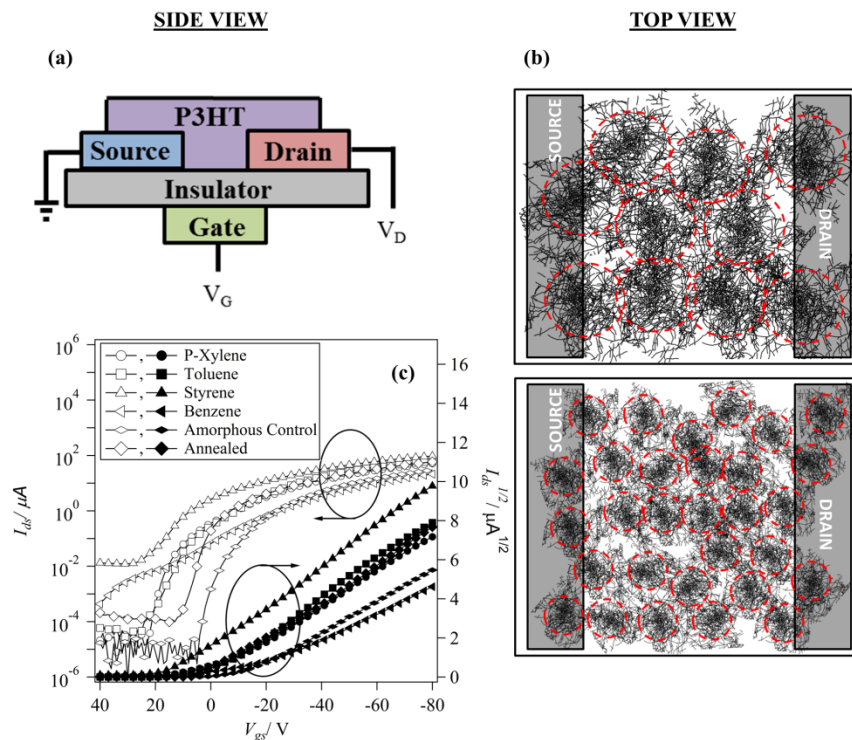 SIDE VIEW
TOP VIEW
(a)
P3HT
Source
Drain
Insulator
Gate
V_D
V_G
(b)
SOURCE
DRAIN
SOURCE
DRAIN
(c)
○ , ● P-Xylene
□ , ■ Toluene
△ , ▲ Styrene
◁ , ◀ Benzene
⬦ , ⬥ Amorphous Control
◇ , ◆ Annealed
10^6
10^4
10^2
10^0
10^-2
10^-4
10^-6
I_ds/ μA
16
14
12
10
8
6
4
2
0
I_ds^1/2 / μA^1/2
40 20 0 -20 -40 -60 -80
V_gs/ V